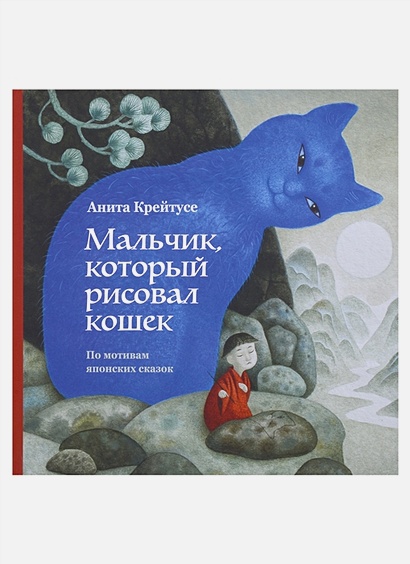 Анита Крейтусе
Мальчик,
который
рисовал
кошек
По мотивам
японских сказок